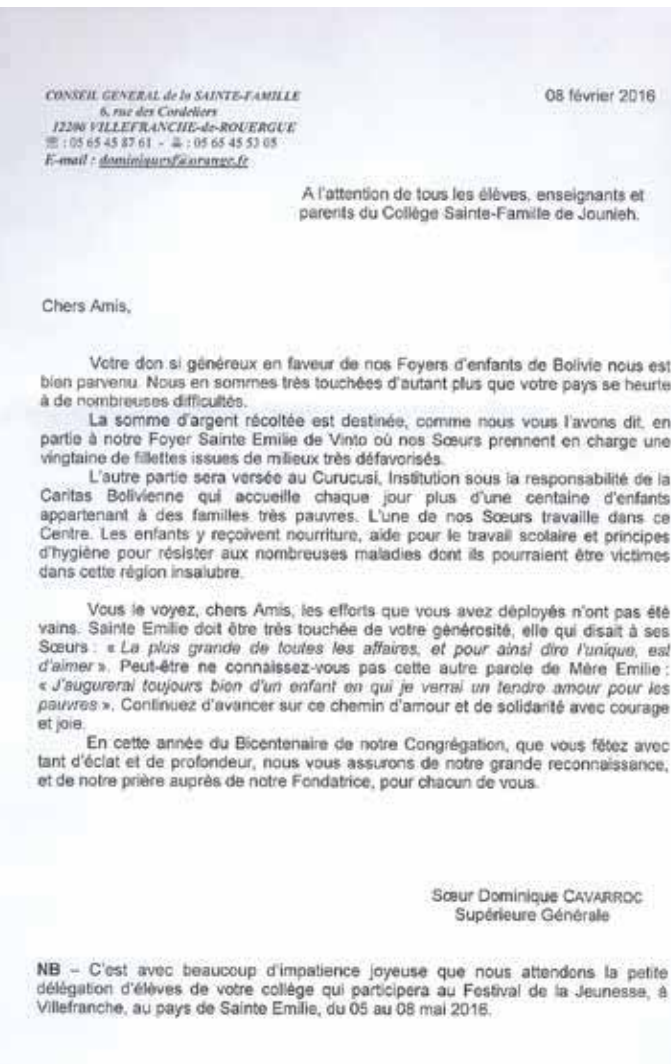 CONSEIL GENERAL de la SAINTE-FAMILLE
08 février 2016
6, rue des Cordeliers
12200 VILLEFRANCHE-de-ROUERGUE
☏ : 05 65 45 87 61 - : 05 65 45 53 05
E-mail : dominiquesf@orange.fr
A l'attention de tous les élèves, enseignants et
parents du Collège Sainte-Famille de Jounieh.
Chers Amis,
Votre don si généreux en faveur de nos Foyers d'enfants de Bolivie nous est
bien parvenu. Nous en sommes très touchées d'autant plus que votre pays se heurte
à de nombreuses difficultés.
La somme d'argent récoltée est destinée, comme nous vous l'avons dit, en
partie à notre Foyer Sainte Emilie de Vinto où nos Sœurs prennent en charge une
vingtaine de fillettes issues de milieux très défavorisés.
L'autre partie sera versée au Curucusi, Institution sous la responsabilité de la
Caritas Bolivienne qui accueille chaque jour plus d'une centaine d'enfants
appartenant à des familles très pauvres. L'une de nos Sœurs travaille dans ce
Centre. Les enfants y reçoivent nourriture, aide pour le travail scolaire et principes
d'hygiène pour résister aux nombreuses maladies dont ils pourraient être victimes
dans cette région insalubre.
Vous le voyez, chers Amis, les efforts que vous avez déployés n'ont pas été
vains. Sainte Emilie doit être très touchée de votre générosité, elle qui disait à ses
Sœurs : « La plus grande de toutes les affaires, et pour ainsi dire l'unique, est
d'aimer ». Peut-être ne connaissez-vous pas cette autre parole de Mère Emilie :
« J'augurerai toujours bien d'un enfant en qui je verrai un tendre amour pour les
pauvres ». Continuez d'avancer sur ce chemin d'amour et de solidarité avec courage
et joie.
En cette année du Bicentenaire de notre Congrégation, que vous fêtez avec
tant d'éclat et de profondeur, nous vous assurons de notre grande reconnaissance,
et de notre prière auprès de notre Fondatrice, pour chacun de vous.
Sœur Dominique CAVARROC
Supérieure Générale
NB – C'est avec beaucoup d'impatience joyeuse que nous attendons la petite
délégation d'élèves de votre collège qui participera au Festival de la Jeunesse, à
Villefranche, au pays de Sainte Emilie, du 05 au 08 mai 2016.